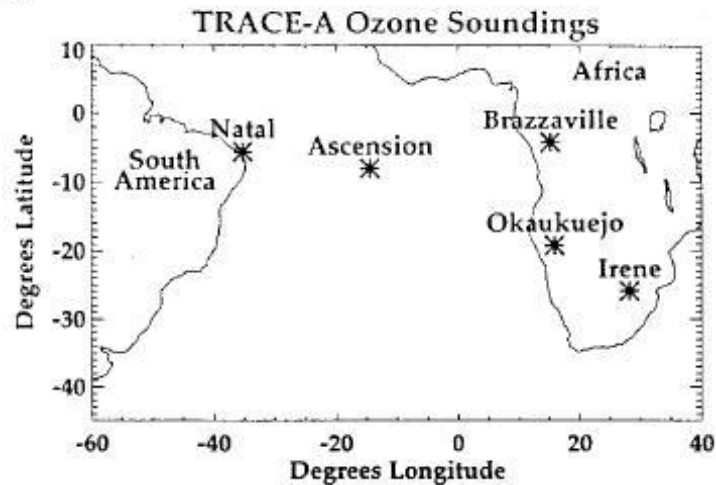 TRACE-A Ozone Soundings
10
0
-10
-20
-30
-40
Degrees Latitude
Africa
Natal
Brazzaville
Ascension
South
America
Okaukuejo
Irene
-60
-40
-20
0
20
40
Degrees Longitude